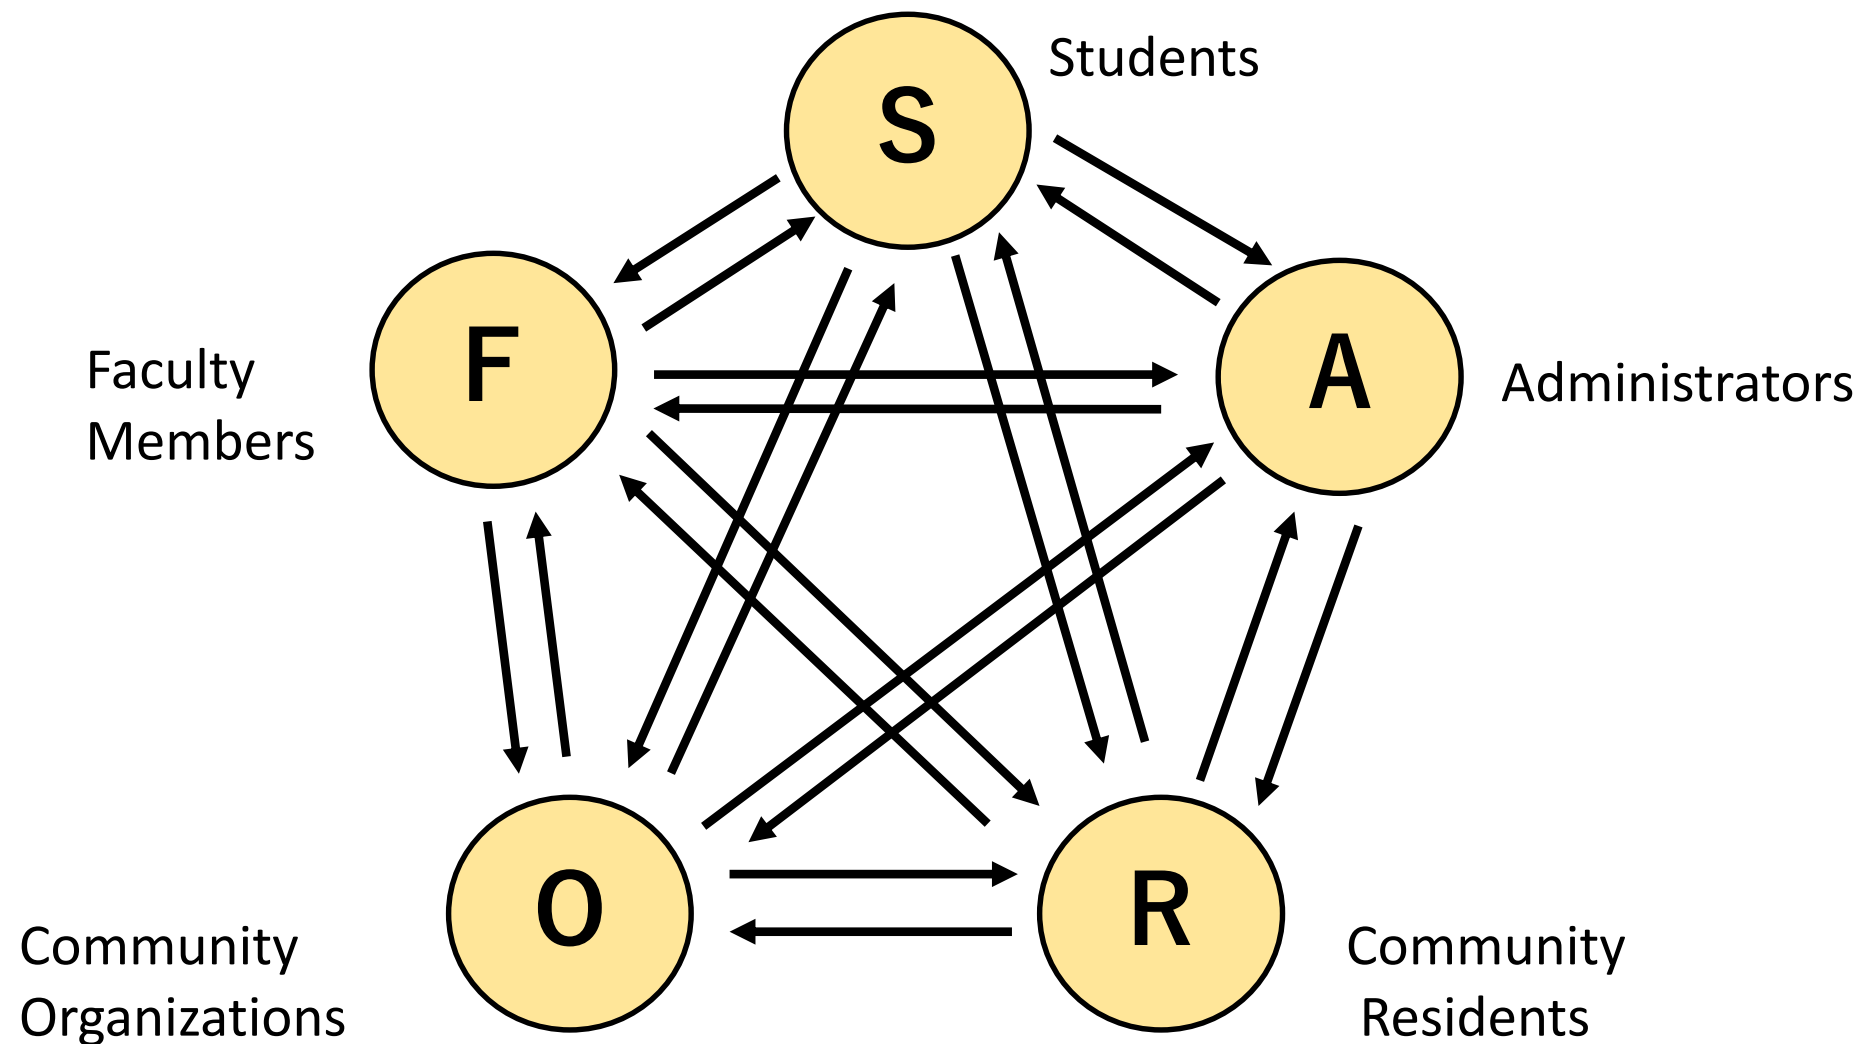 S
Students
F
Faculty
Members
A
Administrators
O
Community
Organizations
R
Community
Residents